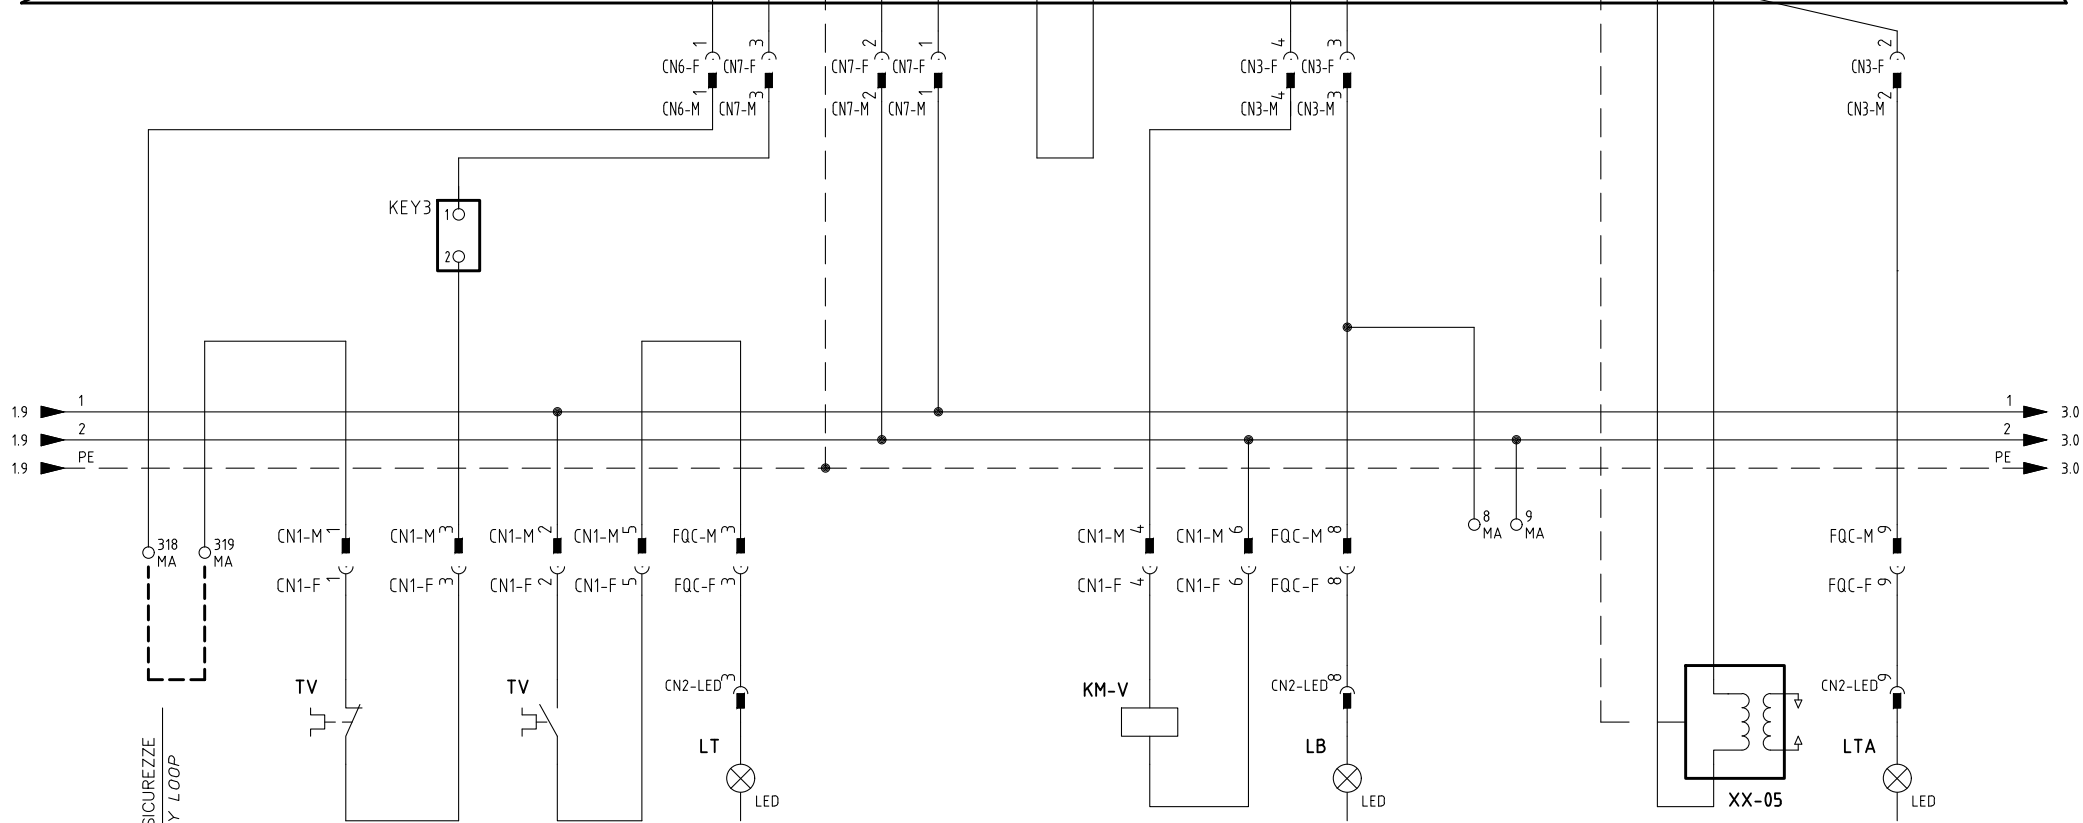 1 3 2 1 4 3 2
CN6-F CN7-F CN7-F CN7-F CN3-F CN3-F CN3-F
1 3 2 1 4 3 2
CN6-M CN7-M CN7-M CN7-M CN3-M CN3-M CN3-M
KEY3 1
2
1.9 1 1 3.0
1.9 2 2 3.0
1.9 PE PE 3.0
8 9
MA MA
CN1-M 1 CN1-M 3 CN1-M 2 CN1-M 5 FQC-M 3 CN1-M 4 CN1-M 6 FQC-M 8 FQC-M 9
318 319
MA MA
CN1-F 1 CN1-F 3 CN1-F 2 CN1-F 5 FQC-F 3 CN1-F 4 CN1-F 6 FQC-F 8 FQC-F 9
TV TV CN2-LED 3 KM-V CN2-LED 8 CN2-LED 9
LT LB LTA
LED LED XX-05 LED
SICUREZZE
Y LOOP